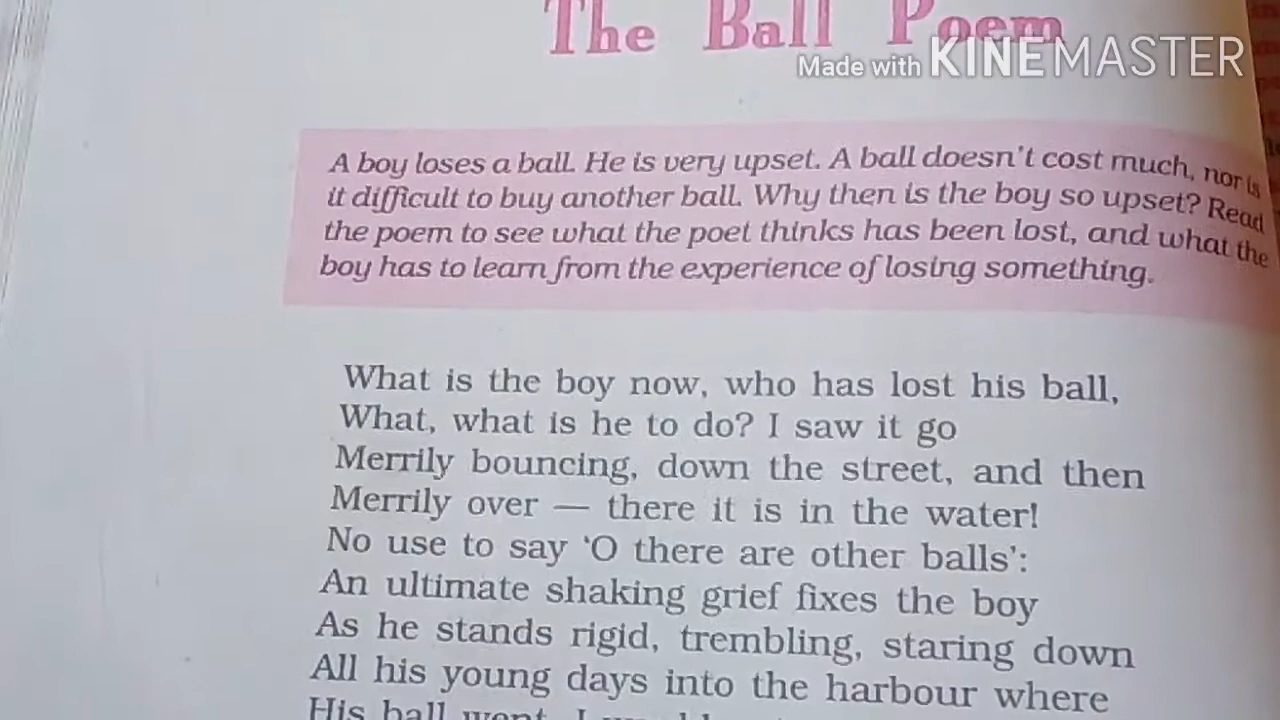 The Ball Poem
Made with KINEMASTER
A boy loses a ball. He is very upset. A ball doesn't cost much, nor is
it difficult to buy another ball. Why then is the boy so upset? Read
the poem to see what the poet thinks has been lost, and what the
boy has to learn from the experience of losing something.
What is the boy now, who has lost his ball,
What, what is he to do? I saw it go
Merrily bouncing, down the street, and then
Merrily over — there it is in the water!
No use to say ‘O there are other balls’:
An ultimate shaking grief fixes the boy
As he stands rigid, trembling, staring down
All his young days into the harbour where
His ball went. I